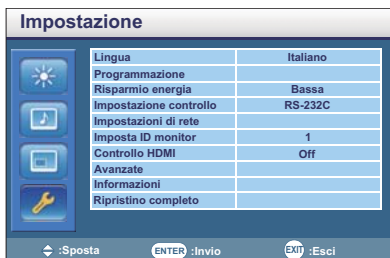 Impostazione
Lingua Italiano
Programmazione
Risparmio energia Bassa
Impostazione controllo RS-232C
Impostazioni di rete
Imposta ID monitor 1
Controllo HDMI Off
Avanzate
Informazioni
Ripristino completo
:Sposta ENTER :Invio EXIT :Esci